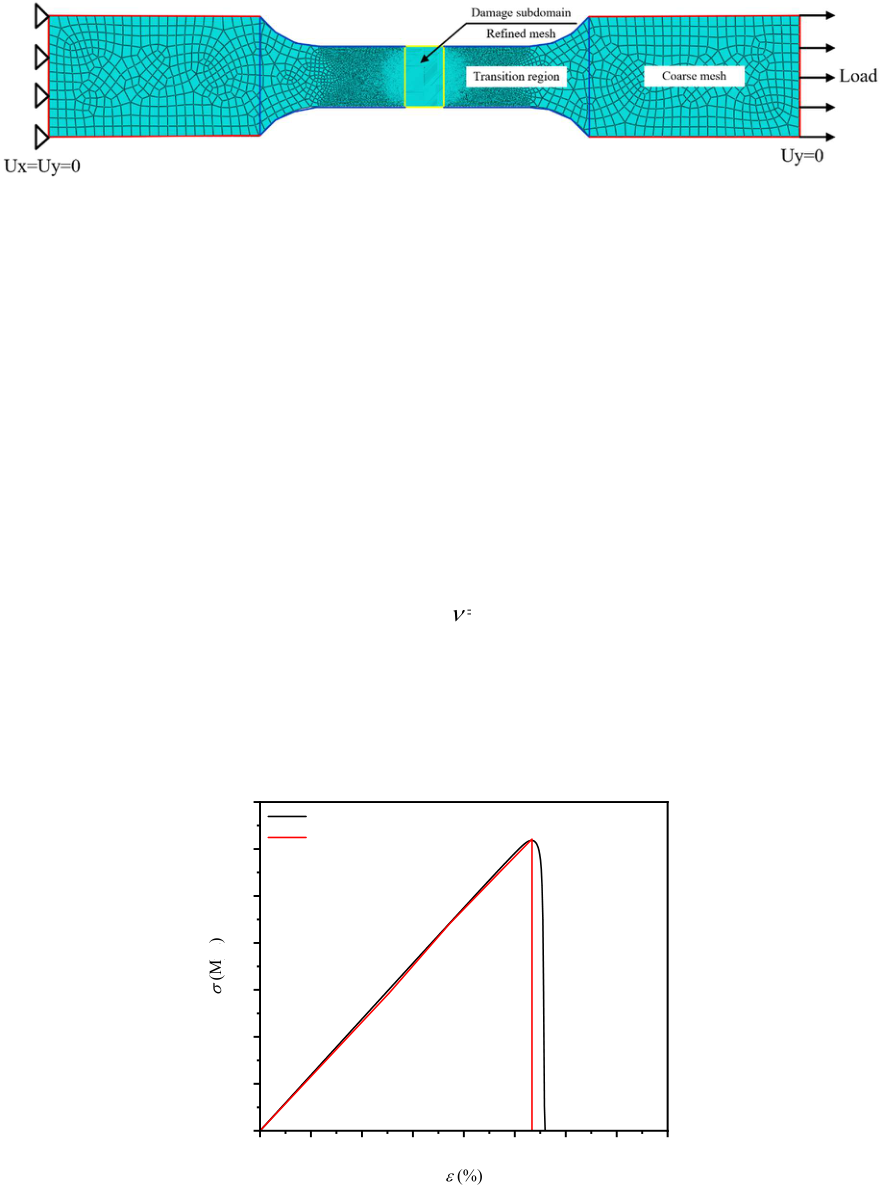 Damage subdomain
Refined mesh
Transition region
Coarse mesh
Load
Ux=Uy=0
Uy=0
ν =
σ (M )
ε (%)